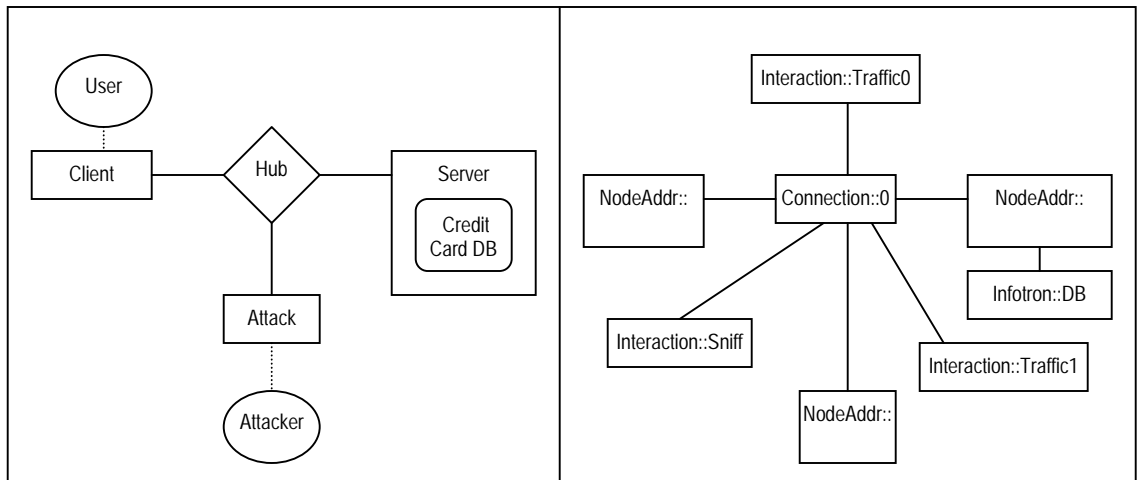 User
Client
Hub
Server
Credit
Card DB
Attack
Attacker
Interaction::Traffic0
NodeAddr::
Connection::0
NodeAddr::
Infotron::DB
Interaction::Sniff
Interaction::Traffic1
NodeAddr::